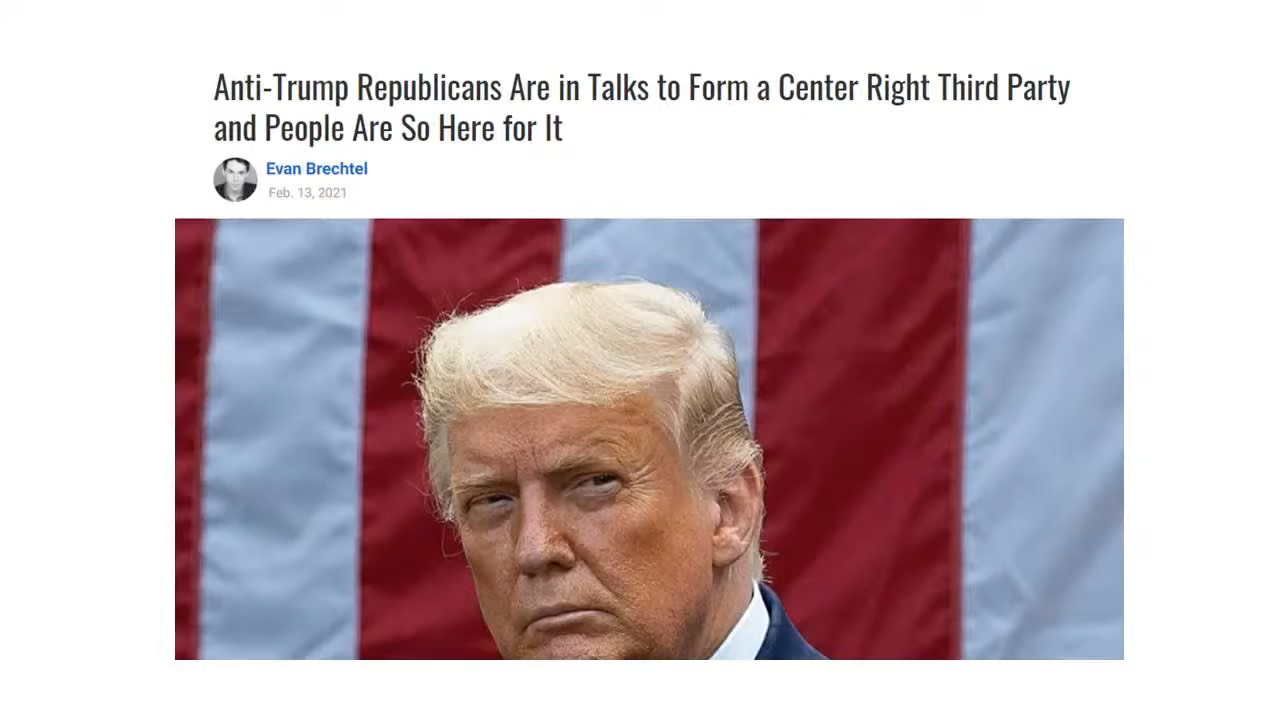 Anti-Trump Republicans Are in Talks to Form a Center Right Third Party
and People Are So Here for It
Evan Brechtel
Feb. 13, 2021